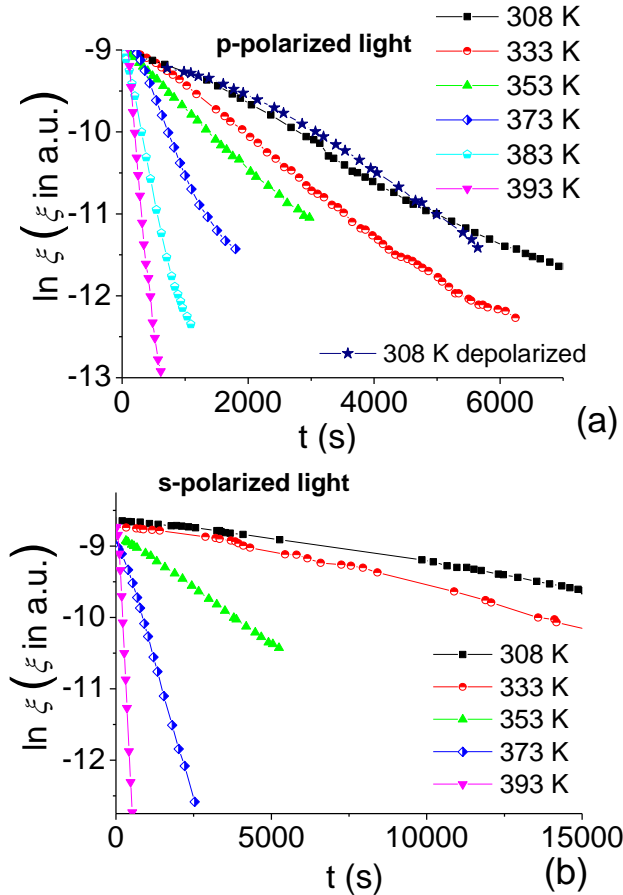 p-polarized light
308 K
333 K
353 K
373 K
383 K
393 K
-9
-10
-11
-12
-13
ln ξ (ξ in a.u.)
308 K depolarized
0 2000 4000 6000
t (s)
(a)
s-polarized light
-9
-10
-11
-12
ln ξ (ξ in a.u.)
308 K
333 K
353 K
373 K
393 K
0 5000 10000 15000
t (s)
(b)